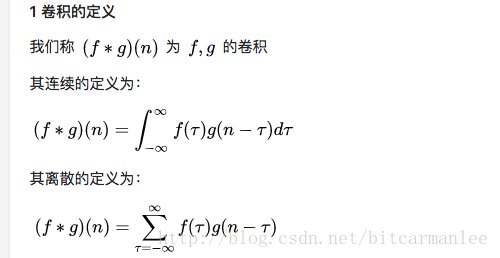 1 卷积的定义
我们称 (f ∗ g)(n) 为 f, g 的卷积
其连续的定义为：
(f ∗ g)(n) = ∫_{−∞}^{∞} f(τ)g(n − τ)dτ
其离散的定义为：
(f ∗ g)(n) = ∑_{τ=−∞}^{∞} f(τ)g(n − τ)
http://blog.csdn.net/bitcarmanlee